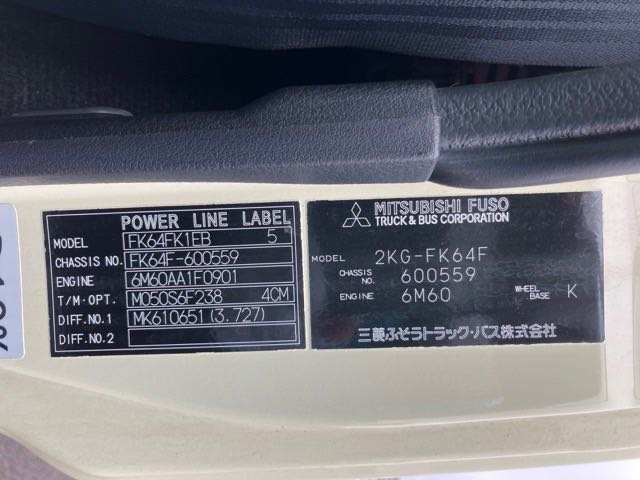 POWER LINE LABEL
MODEL FK64FK1EB 5
CHASSIS NO. FK64F-600559
ENGINE 6M60AA1F0901
T/M・OPT. M050S6F238 4CM
DIFF.NO.1 MK610651 (3.727)
DIFF.NO.2
MITSUBISHI FUSO
TRUCK & BUS CORPORATION
MODEL 2KG-FK64F
CHASSIS NO. 600559
ENGINE 6M60 WHEEL BASE K
三菱ふそうトラック・バス株式会社